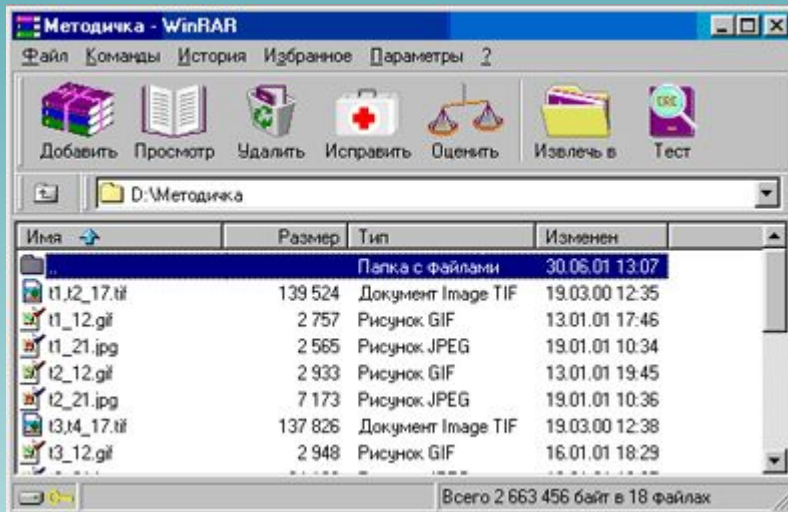 Методичка - WinRAR
Файл Команды История Избранное Параметры ?
Добавить Просмотр Удалить Исправить Оценить Извлечь в Тест
D:\Методичка
Имя Размер Тип Изменен
.. Папка с файлами 30.06.01 13:07
t1,t2_17.tif 139 524 Документ Image TIF 19.03.00 12:35
t1_12.gif 2 757 Рисунок GIF 13.01.01 17:46
t1_21.jpg 2 565 Рисунок JPEG 19.01.01 10:34
t2_12.gif 2 933 Рисунок GIF 13.01.01 19:45
t2_21.jpg 7 173 Рисунок JPEG 19.01.01 10:36
t3,t4_17.tif 137 826 Документ Image TIF 19.03.00 12:38
t3_12.gif 2 948 Рисунок GIF 16.01.01 18:29
Всего 2 663 456 байт в 18 файлах